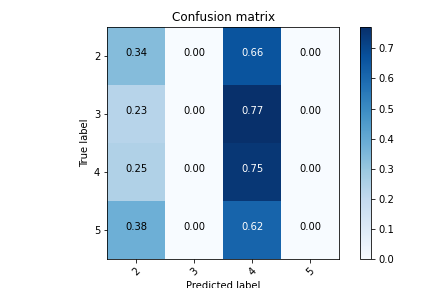 Confusion matrix
2 0.34 0.00 0.66 0.00
3 0.23 0.00 0.77 0.00
4 0.25 0.00 0.75 0.00
5 0.38 0.00 0.62 0.00
2 3 4 5
True label
Predicted label
0.7
0.6
0.5
0.4
0.3
0.2
0.1
0.0